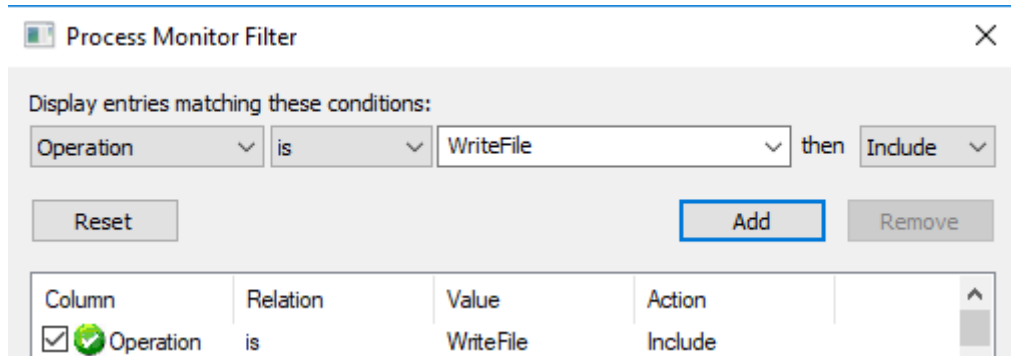 Process Monitor Filter
Display entries matching these conditions:
Operation is WriteFile then Include
Reset Add Remove
Column Relation Value Action
Operation is WriteFile Include